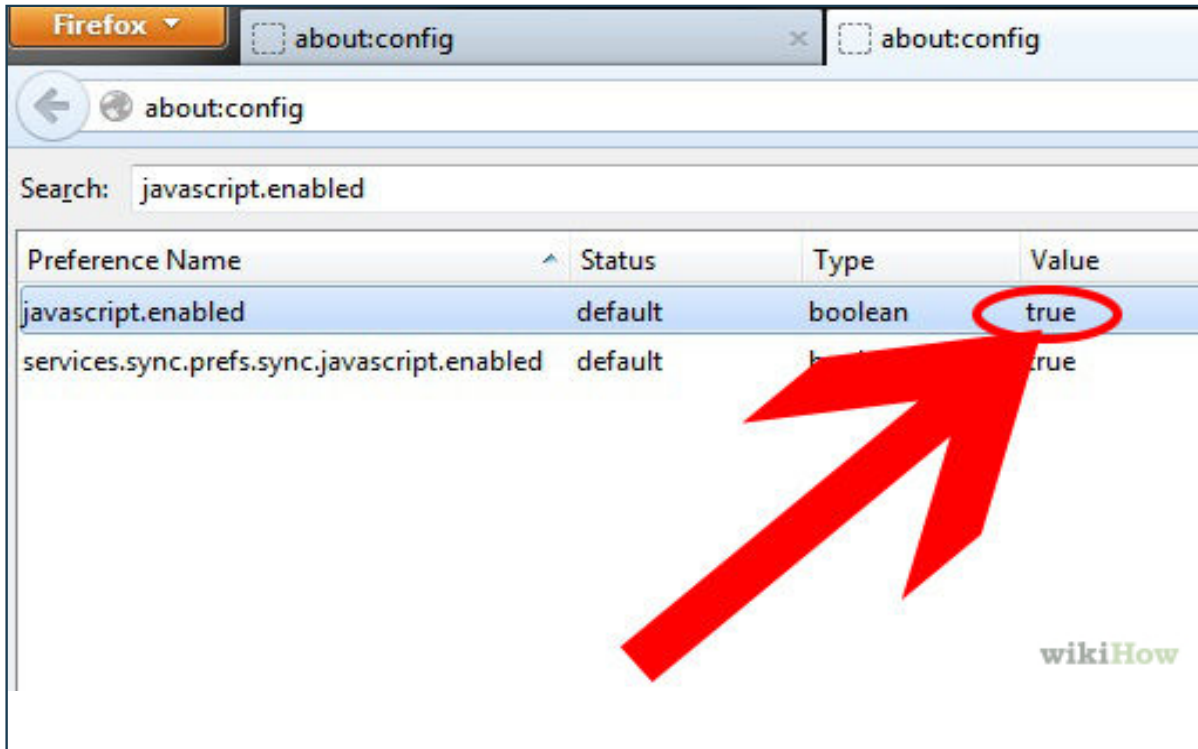 Firefox
about:config
about:config
about:config
Search: javascript.enabled
Preference Name Status Type Value
javascript.enabled default boolean true
services.sync.prefs.sync.javascript.enabled default true
wikiHow